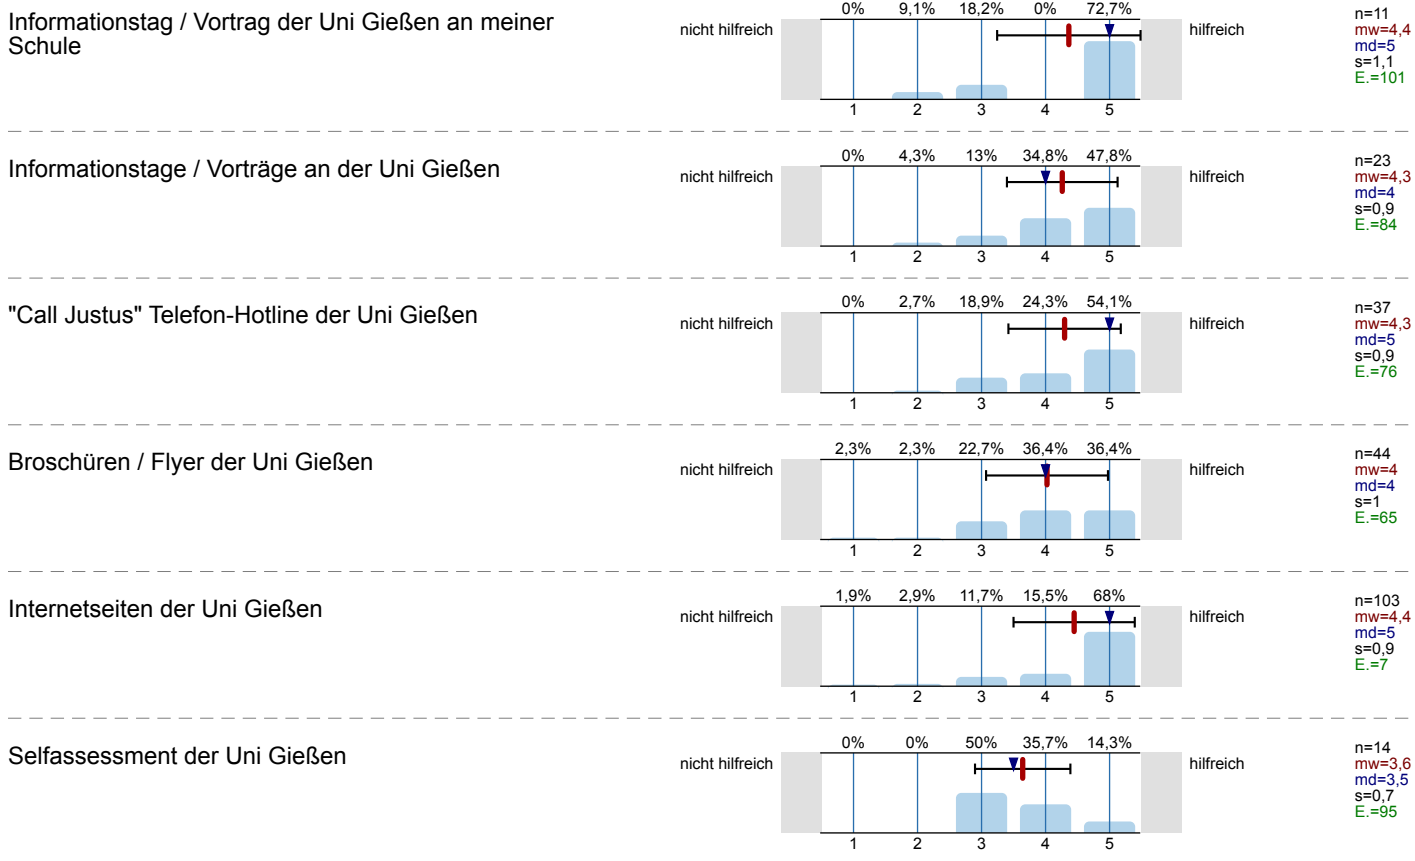 Informationstag / Vortrag der Uni Gießen an meiner
Schule
0% 9,1% 18,2% 0% 72,7%
nicht hilfreich
hilfreich
1 2 3 4 5
n=11
mw=4,4
md=5
s=1,1
E.=101
Informationstage / Vorträge an der Uni Gießen
0% 4,3% 13% 34,8% 47,8%
nicht hilfreich
hilfreich
1 2 3 4 5
n=23
mw=4,3
md=4
s=0,9
E.=84
"Call Justus" Telefon-Hotline der Uni Gießen
0% 2,7% 18,9% 24,3% 54,1%
nicht hilfreich
hilfreich
1 2 3 4 5
n=37
mw=4,3
md=5
s=0,9
E.=76
Broschüren / Flyer der Uni Gießen
2,3% 2,3% 22,7% 36,4% 36,4%
nicht hilfreich
hilfreich
1 2 3 4 5
n=44
mw=4
md=4
s=1
E.=65
Internetseiten der Uni Gießen
1,9% 2,9% 11,7% 15,5% 68%
nicht hilfreich
hilfreich
1 2 3 4 5
n=103
mw=4,4
md=5
s=0,9
E.=7
Selfassessment der Uni Gießen
0% 0% 50% 35,7% 14,3%
nicht hilfreich
hilfreich
1 2 3 4 5
n=14
mw=3,6
md=3,5
s=0,7
E.=95